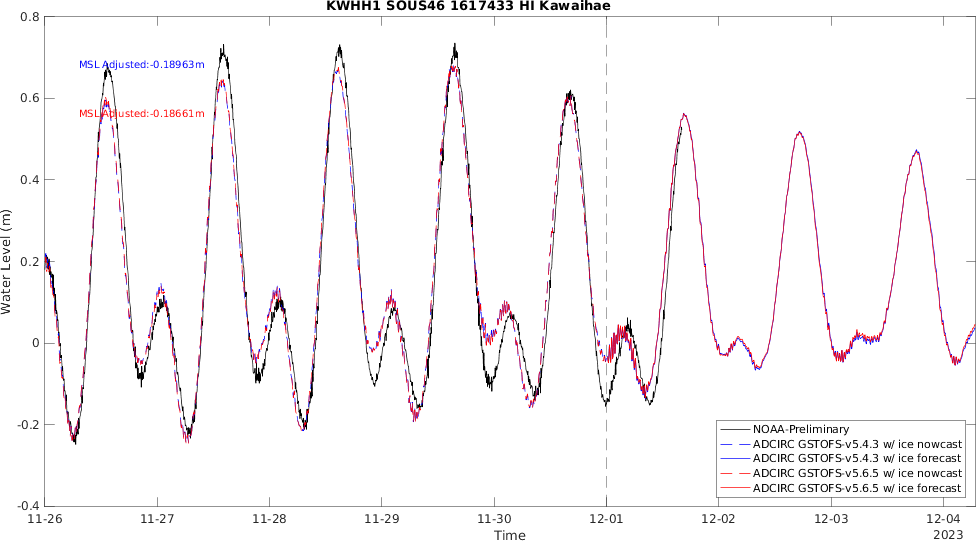 KWHH1 SOUS46 1617433 HI Kawaihae
0.8
0.6
0.4
0.2
0
-0.2
-0.4
Water Level (m)
MSL Adjusted:-0.18963m
MSL Adjusted:-0.18661m
NOAA-Preliminary
ADCIRC GSTOFS-v5.4.3 w/ ice nowcast
ADCIRC GSTOFS-v5.4.3 w/ ice forecast
ADCIRC GSTOFS-v5.6.5 w/ ice nowcast
ADCIRC GSTOFS-v5.6.5 w/ ice forecast
11-26 11-27 11-28 11-29 11-30 12-01 12-02 12-03 12-04
Time
2023